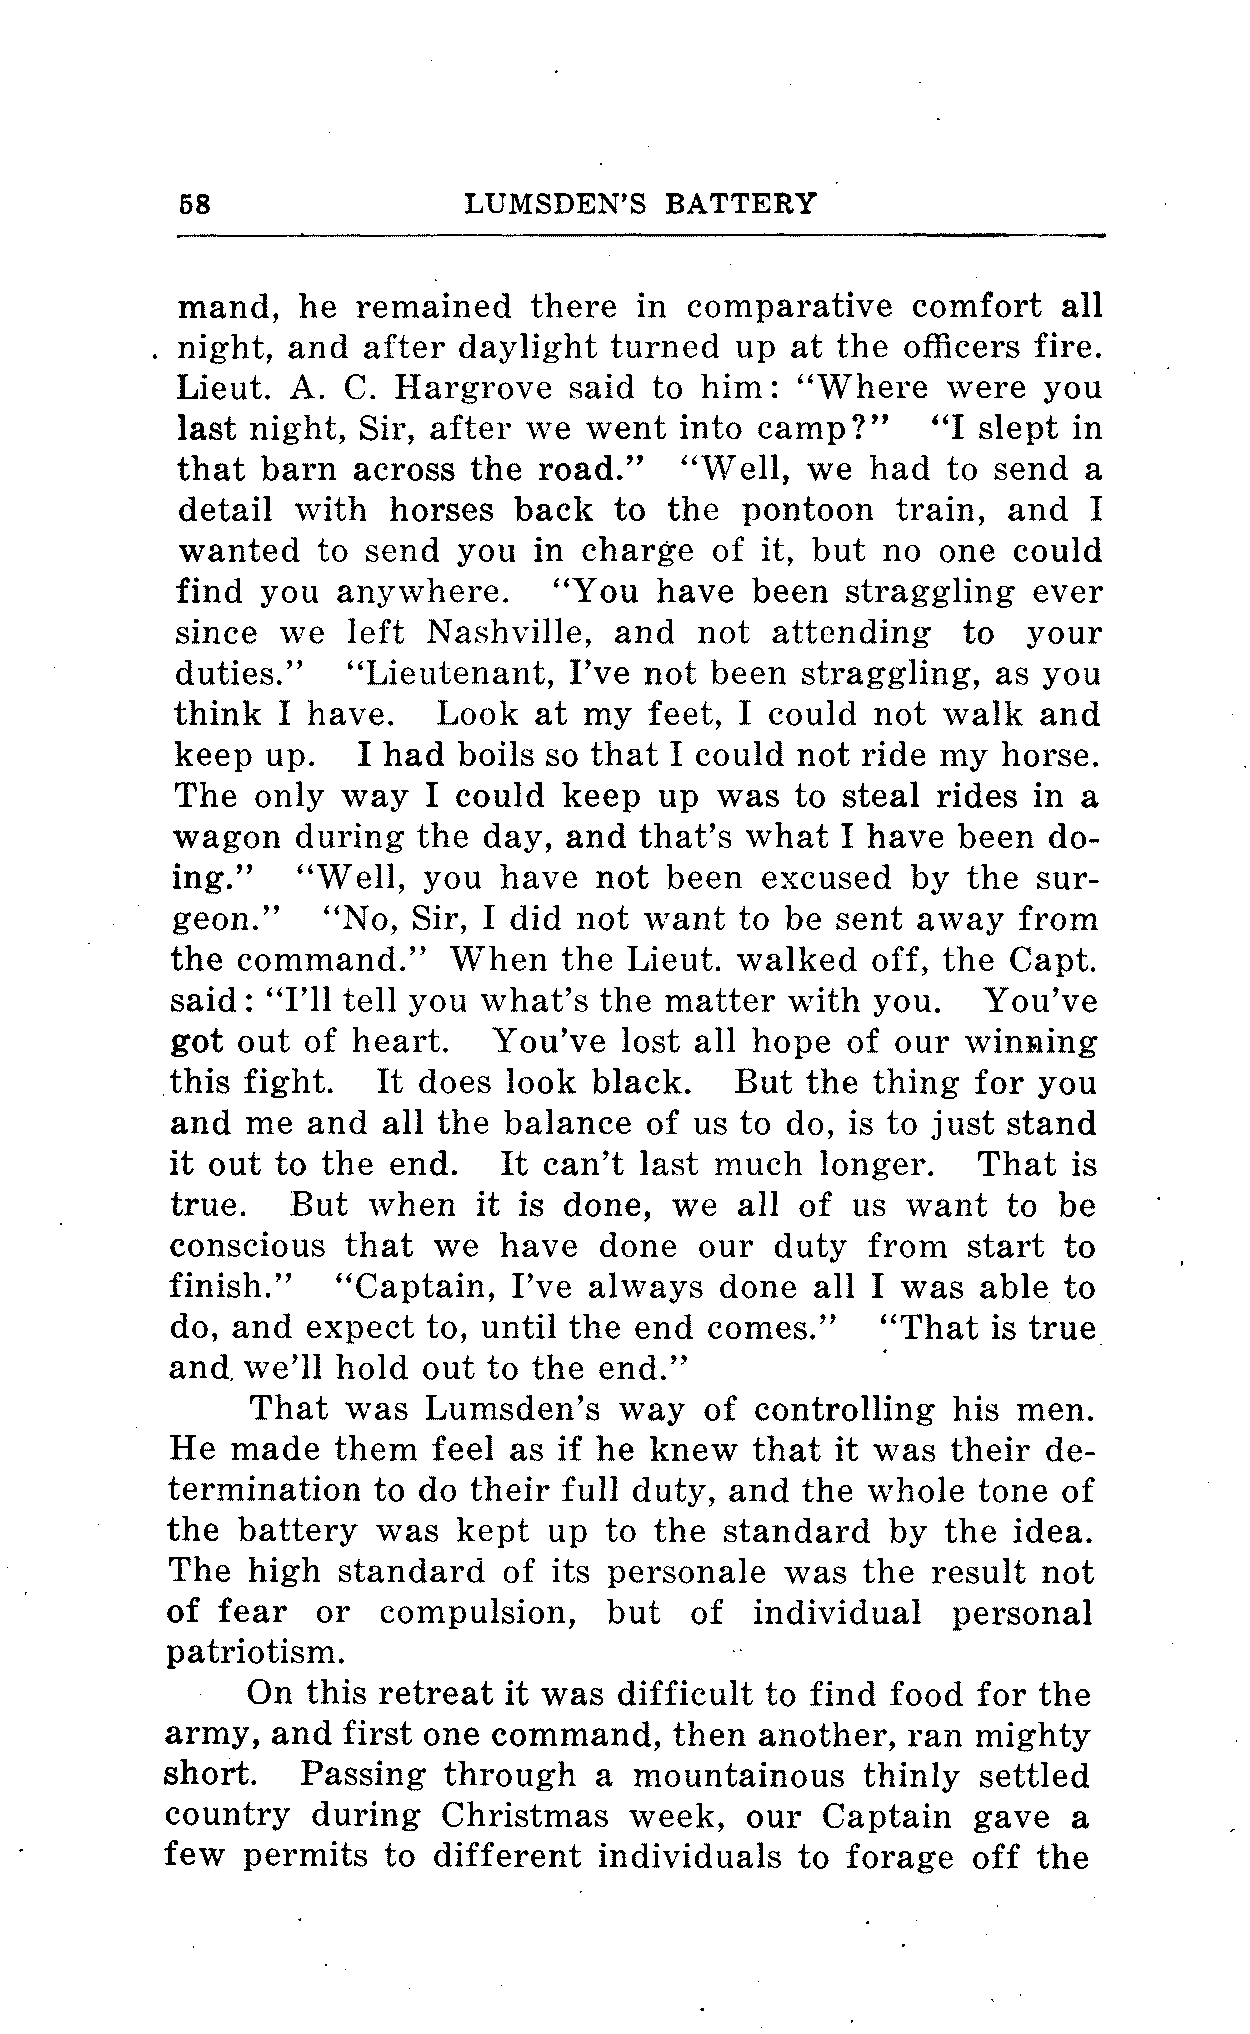 58 LUMSDEN'S BATTERY
mand, he remained there in comparative comfort all
night, and after daylight turned up at the officers fire.
Lieut. A. C. Hargrove said to him: “Where were you
last night, Sir, after we went into camp?” “I slept in
that barn across the road.” “Well, we had to send a
detail with horses back to the pontoon train, and I
wanted to send you in charge of it, but no one could
find you anywhere. “You have been straggling ever
since we left Nashville, and not attending to your
duties.” “Lieutenant, I've not been straggling, as you
think I have. Look at my feet, I could not walk and
keep up. I had boils so that I could not ride my horse.
The only way I could keep up was to steal rides in a
wagon during the day, and that's what I have been do-
ing.” “Well, you have not been excused by the sur-
geon.” “No, Sir, I did not want to be sent away from
the command.” When the Lieut. walked off, the Capt.
said: “I'll tell you what's the matter with you. You've
got out of heart. You've lost all hope of our winning
this fight. It does look black. But the thing for you
and me and all the balance of us to do, is to just stand
it out to the end. It can't last much longer. That is
true. But when it is done, we all of us want to be
conscious that we have done our duty from start to
finish.” “Captain, I've always done all I was able to
do, and expect to, until the end comes.” “That is true
and we'll hold out to the end.”
That was Lumsden's way of controlling his men.
He made them feel as if he knew that it was their de-
termination to do their full duty, and the whole tone of
the battery was kept up to the standard by the idea.
The high standard of its personale was the result not
of fear or compulsion, but of individual personal
patriotism.
On this retreat it was difficult to find food for the
army, and first one command, then another, ran mighty
short. Passing through a mountainous thinly settled
country during Christmas week, our Captain gave a
few permits to different individuals to forage off the